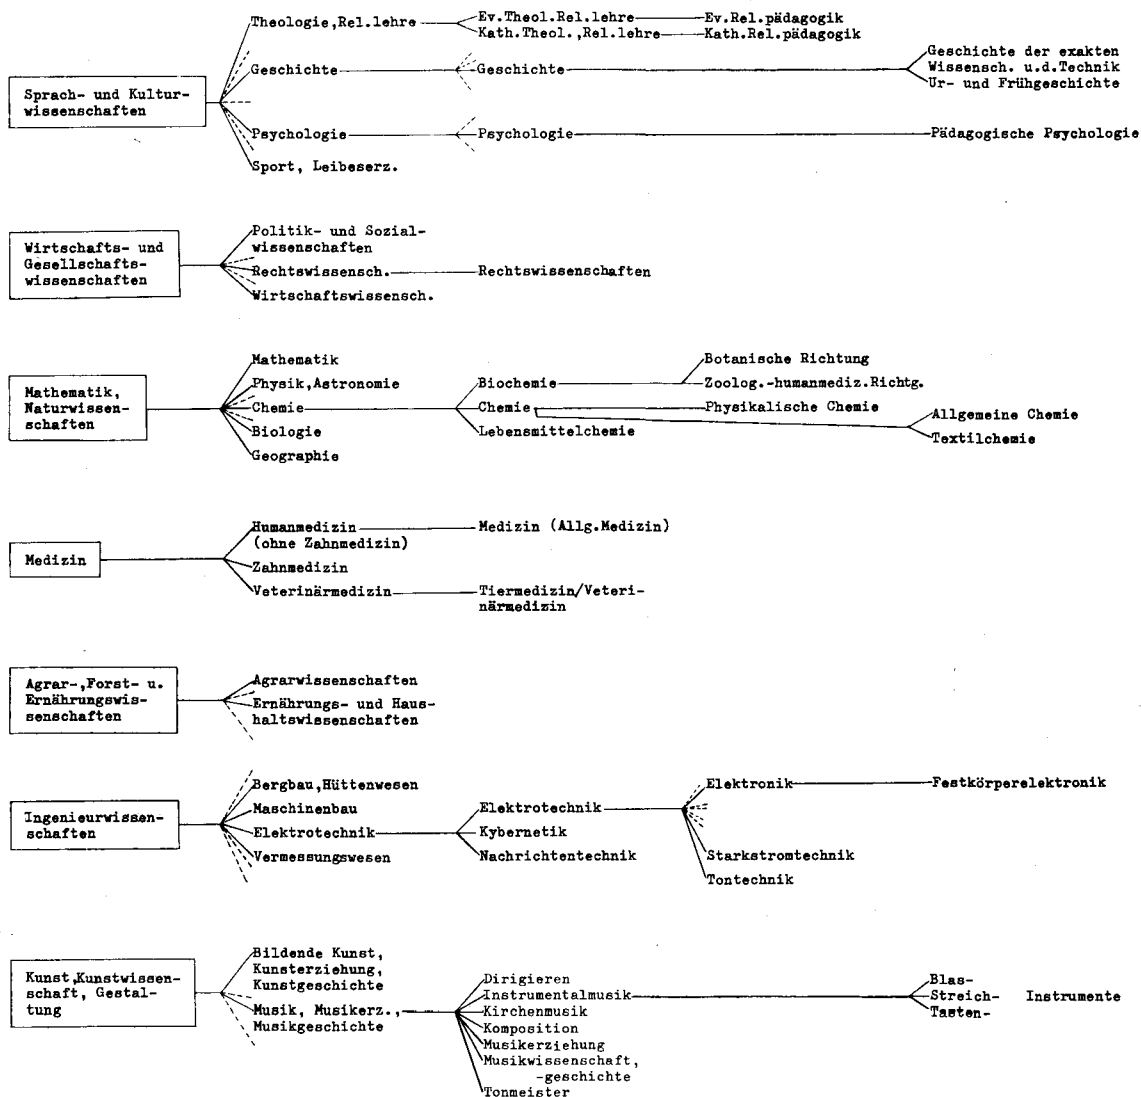 Theologie,Rel.lehre
Ev.Theol.Rel.lehre
Ev.Rel.pädagogik
Kath.Theol.,Rel.lehre
Kath.Rel.pädagogik
Sprach- und Kultur-
wissenschaften
Geschichte
Geschichte
Geschichte der exakten
Wissensch. u.d.Technik
Ur- und Frühgeschichte
Psychologie
Psychologie
Pädagogische Psychologie
Sport, Leibeserz.
Wirtschafts- und
Gesellschafts-
wissenschaften
Politik- und Sozial-
wissenschaften
Rechtswissensch.
Rechtswissenschaften
Wirtschaftswissensch.
Mathematik,
Naturwissen-
schaften
Mathematik
Physik,Astronomie
Chemie
Biologie
Geographie
Biochemie
Chemie
Lebensmittelchemie
Botanische Richtung
Zoolog.-humanmediz.Richtg.
Physikalische Chemie
Allgemeine Chemie
Textilchemie
Medizin
Humanmedizin
(ohne Zahnmedizin)
Medizin (Allg.Medizin)
Zahnmedizin
Veterinärmedizin
Tiermedizin/Veteri-
närmedizin
Agrar-,Forst- u.
Ernährungswis-
senschaften
Agrarwissenschaften
Ernährungs- und Haus-
haltswissenschaften
Ingenieurwissen-
schaften
Bergbau,Hüttenwesen
Maschinenbau
Elektrotechnik
Vermessungswesen
Elektrotechnik
Kybernetik
Nachrichtentechnik
Elektronik
Festkörperelektronik
Starkstromtechnik
Tontechnik
Kunst,Kunstwissen-
schaft, Gestal-
tung
Bildende Kunst,
Kunsterziehung,
Kunstgeschichte
Musik, Musikerz.,
Musikgeschichte
Dirigieren
Instrumentalmusik
Kirchenmusik
Komposition
Musikerziehung
Musikwissenschaft,
-geschichte
Tonmeister
Blas-
Streich- Instrumente
Tasten-